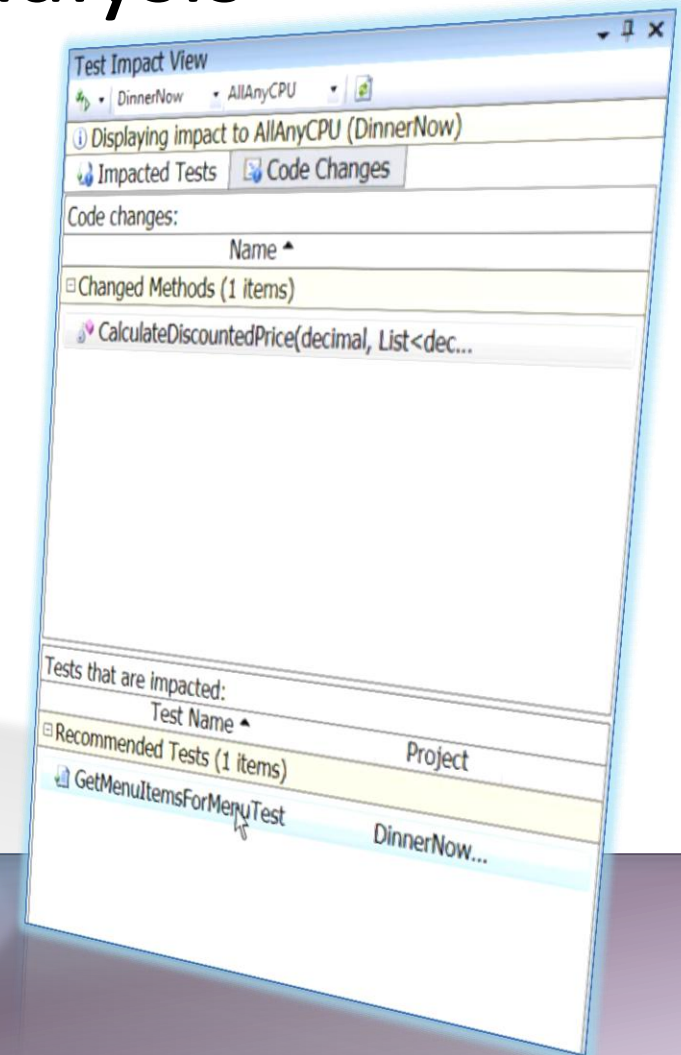 Test Impact View
DinnerNow AllAnyCPU
Displaying impact to AllAnyCPU (DinnerNow)
Impacted Tests Code Changes
Code changes:
Name
Changed Methods (1 items)
CalculateDiscountedPrice(decimal, List<dec...
Tests that are impacted:
Test Name Project
Recommended Tests (1 items)
GetMenuItemsForMenuTest DinnerNow...